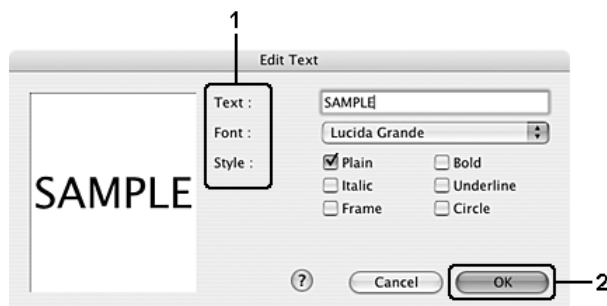 1
Edit Text
SAMPLE
Text :
SAMPLE
Font :
Lucida Grande
Style :
Plain
Bold
Italic
Underline
Frame
Circle
?
Cancel
OK
2